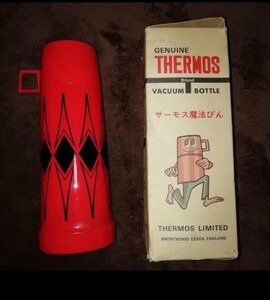 GENUINE
THERMOS
Brand
VACUUM BOTTLE
サーモス魔法びん
THERMOS LIMITED
BRENTWOOD ESSEX ENGLAND